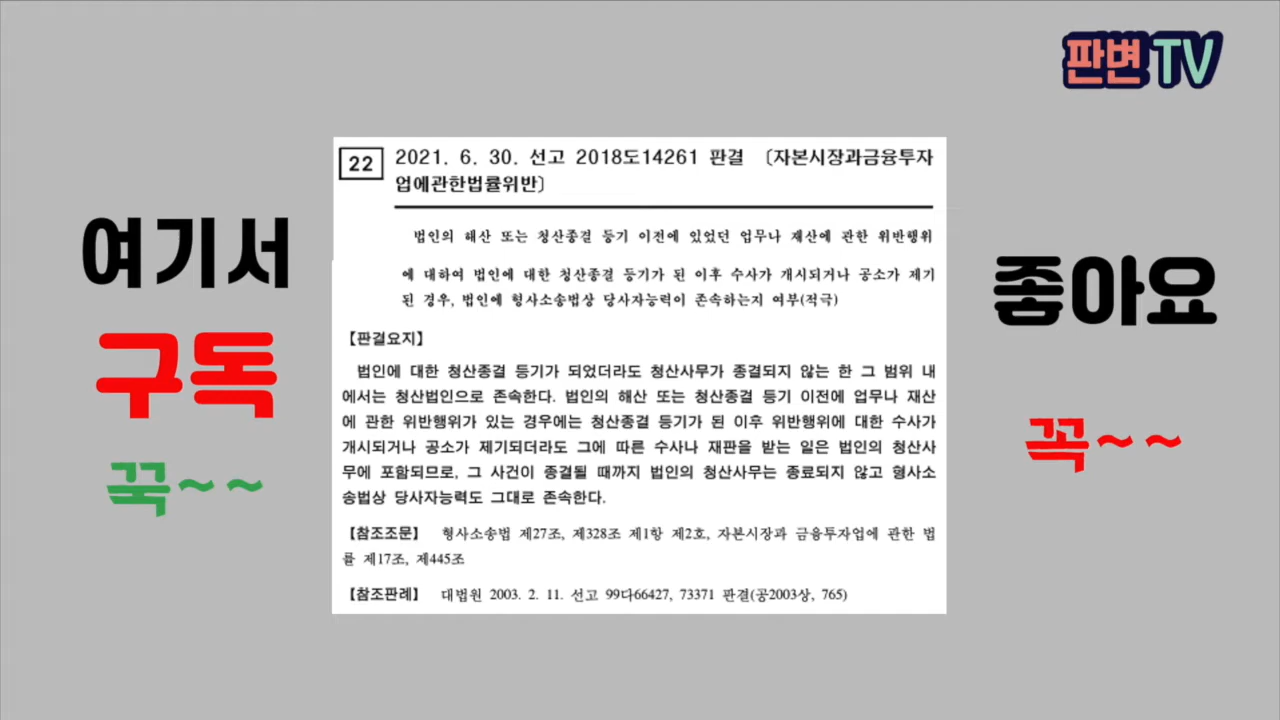 판변 TV
여기서
구독
꾹~~
22
2021. 6. 30. 선고 2018도14261 판결 〔자본시장과금융투자
업에관한법률위반〕
법인의 해산 또는 청산종결 등기 이전에 있었던 업무나 재산에 관한 위반행위
에 대하여 법인에 대한 청산종결 등기가 된 이후 수사가 개시되거나 공소가 제기
된 경우, 법인에 형사소송법상 당사자능력이 존속하는지 여부(적극)
【판결요지】
법인에 대한 청산종결 등기가 되었더라도 청산사무가 종결되지 않는 한 그 범위 내
에서는 청산법인으로 존속한다. 법인의 해산 또는 청산종결 등기 이전에 업무나 재산
에 관한 위반행위가 있는 경우에는 청산종결 등기가 된 이후 위반행위에 대한 수사가
개시되거나 공소가 제기되더라도 그에 따른 수사나 재판을 받는 일은 법인의 청산사
무에 포함되므로, 그 사건이 종결될 때까지 법인의 청산사무는 종료되지 않고 형사소
송법상 당사자능력도 그대로 존속한다.
【참조조문】 형사소송법 제27조, 제328조 제1항 제2호, 자본시장과 금융투자업에 관한 법
률 제17조, 제445조
【참조판례】 대법원 2003. 2. 11. 선고 99다66427, 73371 판결(공2003상, 765)
좋아요
꼭~~